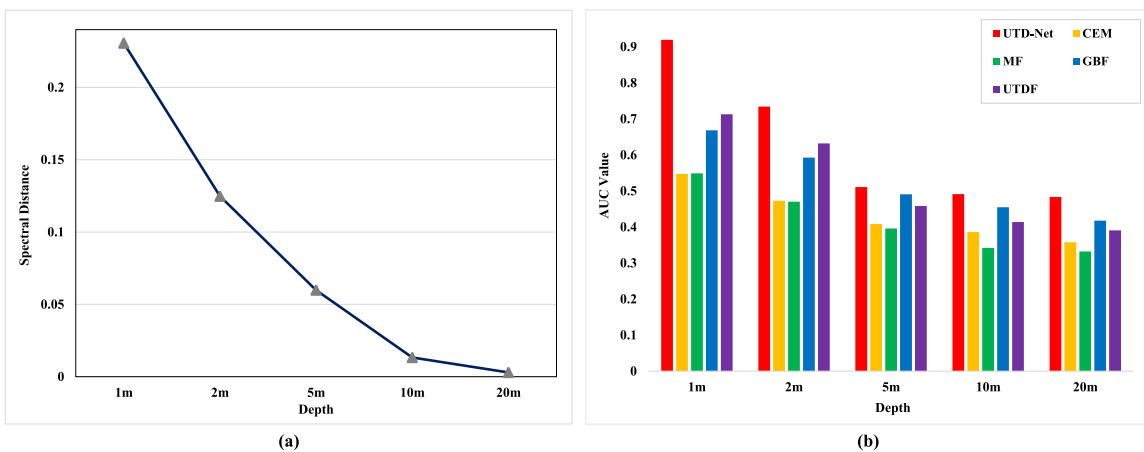 0.2
0.15
0.1
0.05
0
Spectral Distance
1m 2m 5m 10m 20m
Depth
(a)
UTD-Net CEM
MF GBF
UTDF
0.9
0.8
0.7
0.6
0.5
0.4
0.3
0.2
0.1
0
AUC Value
1m 2m 5m 10m 20m
Depth
(b)